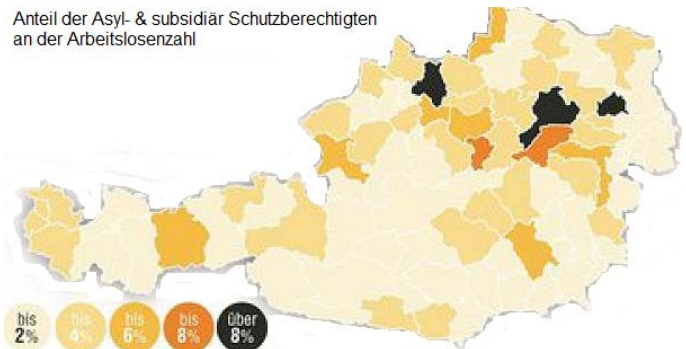 Anteil der Asyl- & subsidiär Schutzberechtigten
an der Arbeitslosenzahl
bis
2%
bis
4%
bis
6%
bis
8%
über
8%